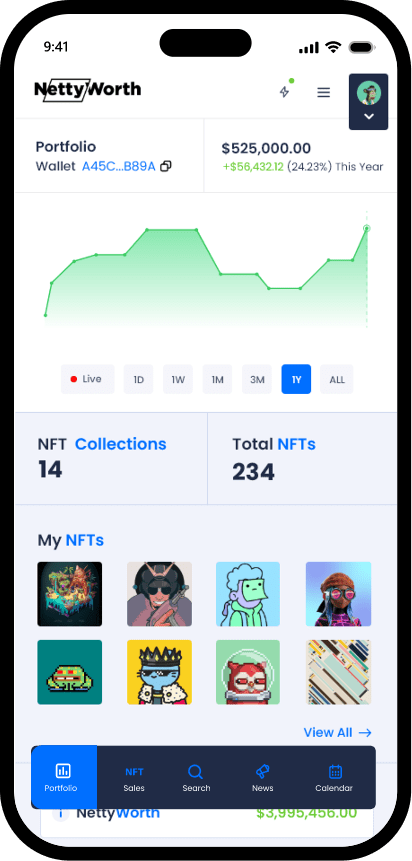 9:41
NettyWorth
Portfolio
Wallet A45C...B89A
$525,000.00
+$56,432.12 (24.23%) This Year
Live 1D 1W 1M 3M 1Y ALL
NFT Collections
14
Total NFTs
234
My NFTs
View All →
Portfolio
NFT
Sales
Search
News
Calendar
NettyWorth
$3,995,456.00